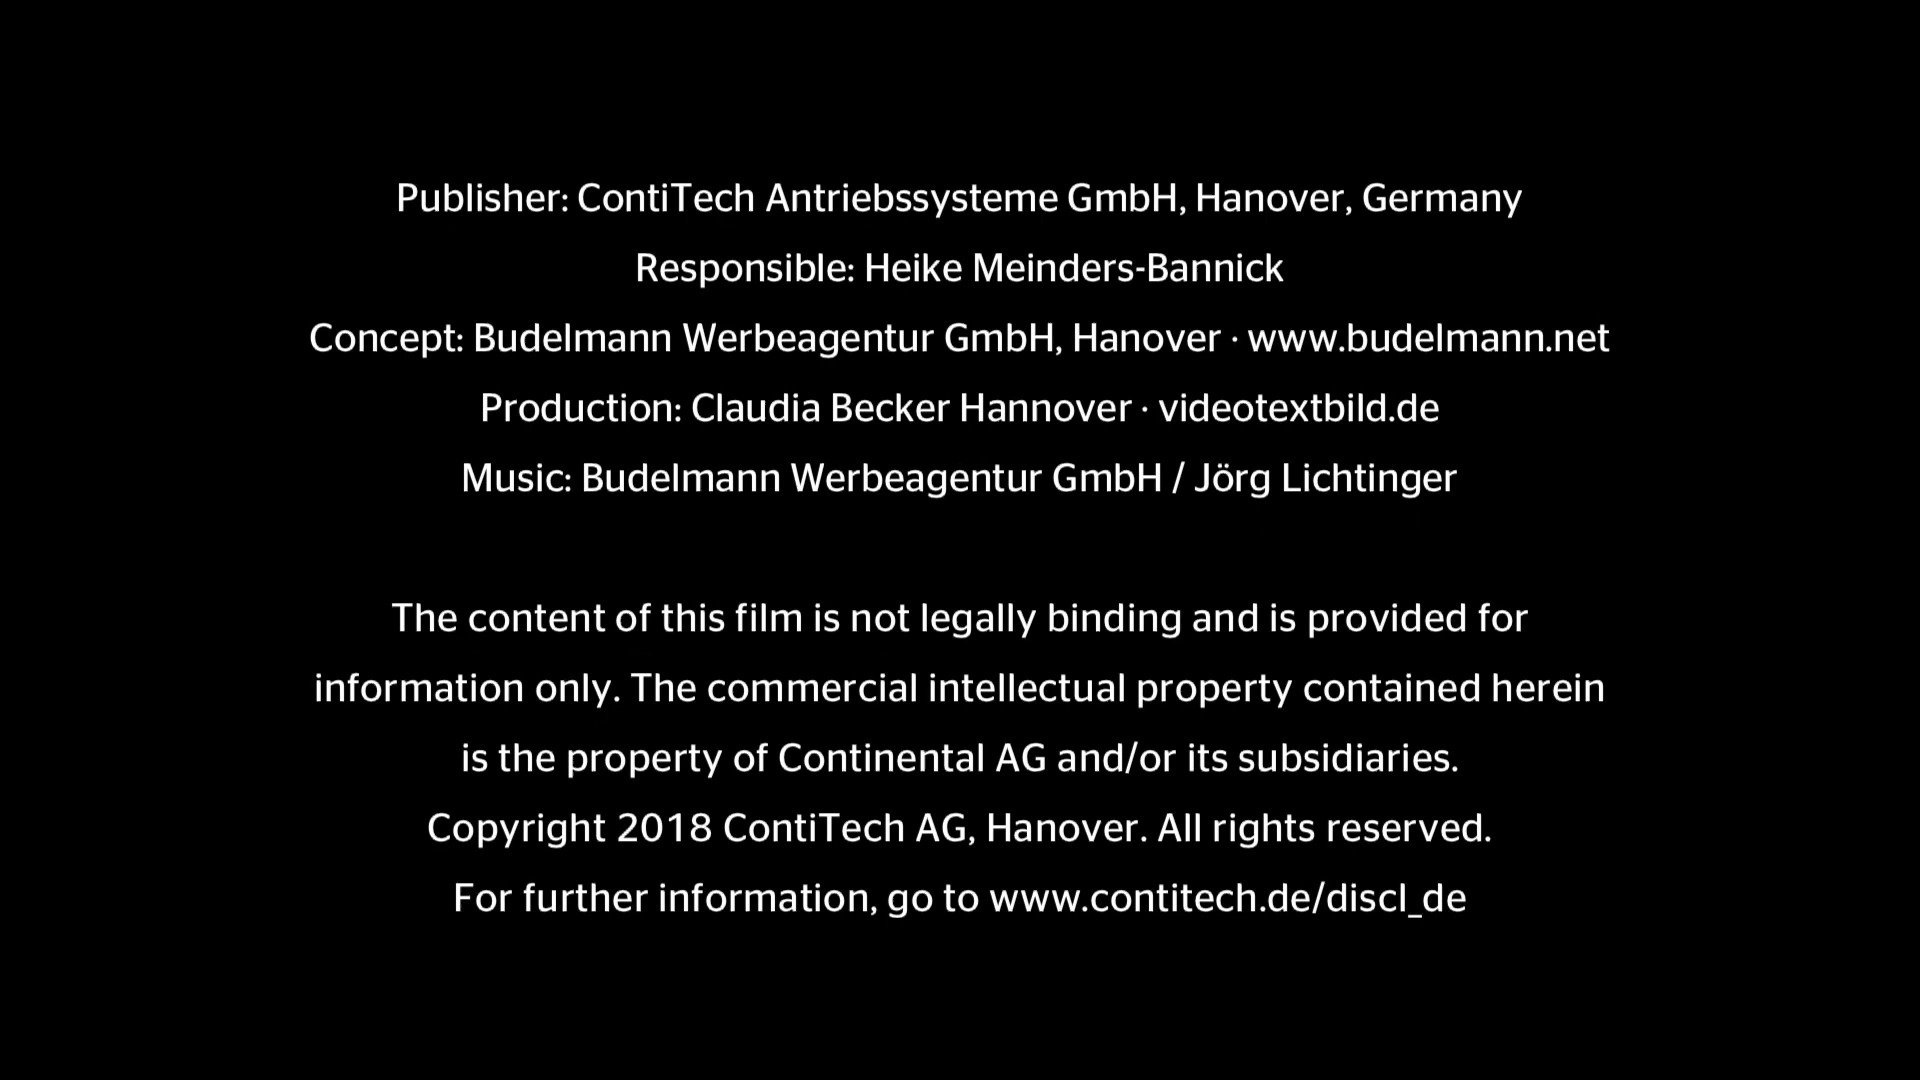 Publisher: ContiTech Antriebssysteme GmbH, Hanover, Germany
Responsible: Heike Meinders-Bannick
Concept: Budelmann Werbeagentur GmbH, Hanover · www.budelmann.net
Production: Claudia Becker Hannover · videotextbild.de
Music: Budelmann Werbeagentur GmbH / Jörg Lichtinger
The content of this film is not legally binding and is provided for
information only. The commercial intellectual property contained herein
is the property of Continental AG and/or its subsidiaries.
Copyright 2018 ContiTech AG, Hanover. All rights reserved.
For further information, go to www.contitech.de/discl_de